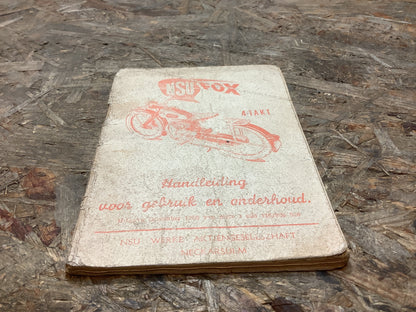 NSU FOX
4-TAKT
Handleiding
voor gebruik en onderhoud.
NSU WERKE AKTIENGESELLSCHAFT
NECKARSULM